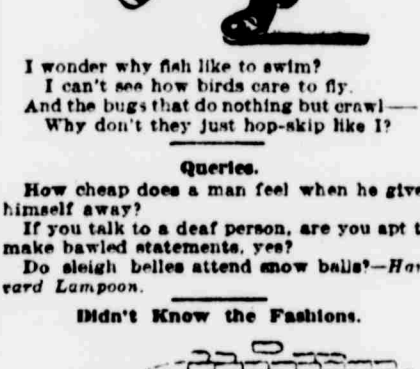 I wonder why fish like to swim?
I can't see how birds care to fly.
And the bugs that do nothing but crawl—
Why don't they just hop-skip like I?
Queries.
How cheap does a man feel when he give
himself away?
If you talk to a deaf person, are you apt t
make bawled statements, yes?
Do sleigh belles attend snow balls?—Har
vard Lampoon.
Didn't Know the Fashions.